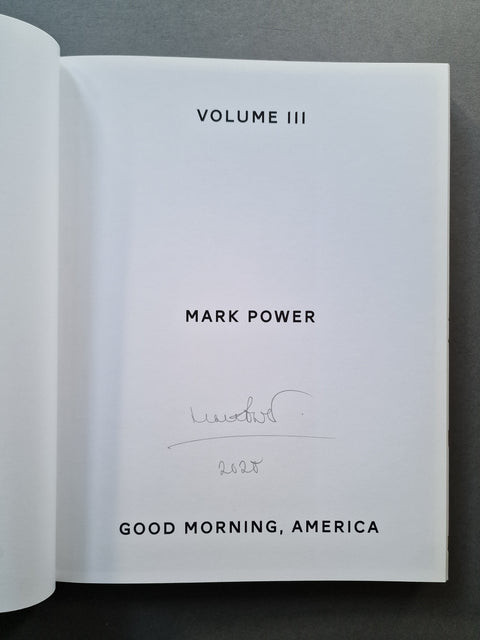 VOLUME III
MARK POWER
2020
GOOD MORNING, AMERICA